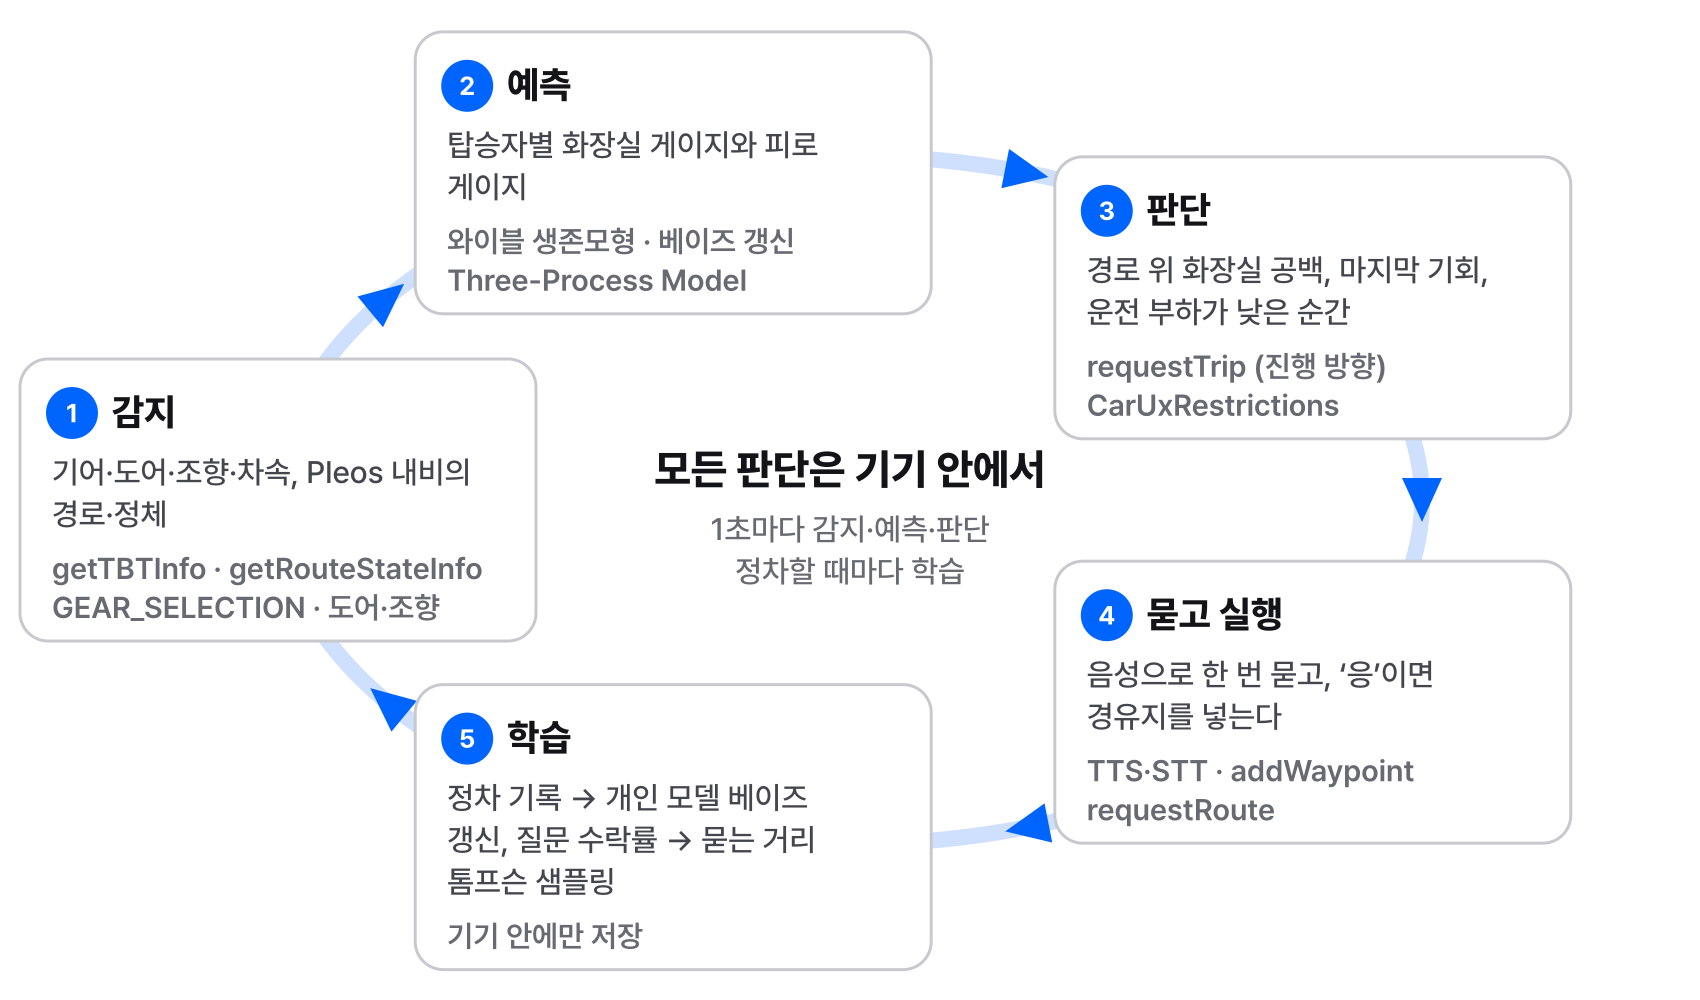 1 감지
기어·도어·조향·차속, Pleos 내비의
경로·정체
getTBTInfo · getRouteStateInfo
GEAR_SELECTION · 도어·조향
2 예측
탑승자별 화장실 게이지와 피로
게이지
와이블 생존모형 · 베이즈 갱신
Three-Process Model
3 판단
경로 위 화장실 공백, 마지막 기회,
운전 부하가 낮은 순간
requestTrip (진행 방향)
CarUxRestrictions
4 묻고 실행
음성으로 한 번 묻고, ‘응’이면
경유지를 넣는다
TTS·STT · addWaypoint
requestRoute
5 학습
정차 기록 → 개인 모델 베이즈
갱신, 질문 수락률 → 묻는 거리
톰프슨 샘플링
기기 안에만 저장
모든 판단은 기기 안에서
1초마다 감지·예측·판단
정차할 때마다 학습